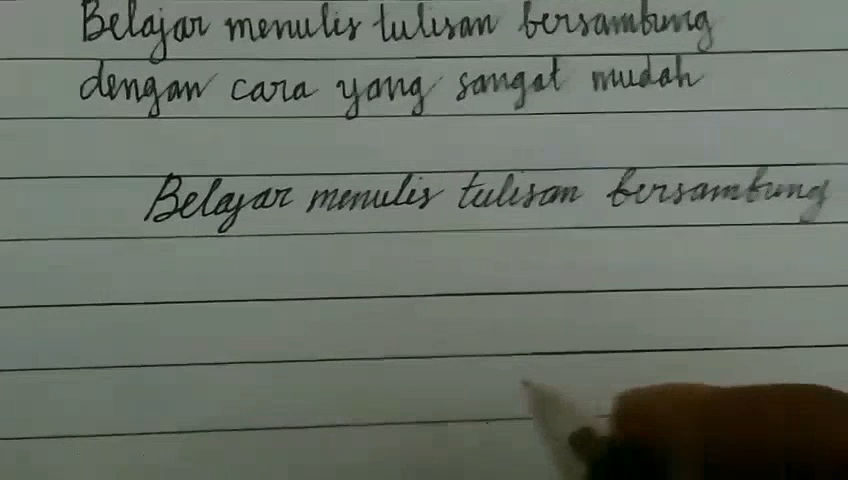 Belajar menulis tulisan bersambung
dengan cara yang sangat mudah
Belajar menulis tulisan bersambung